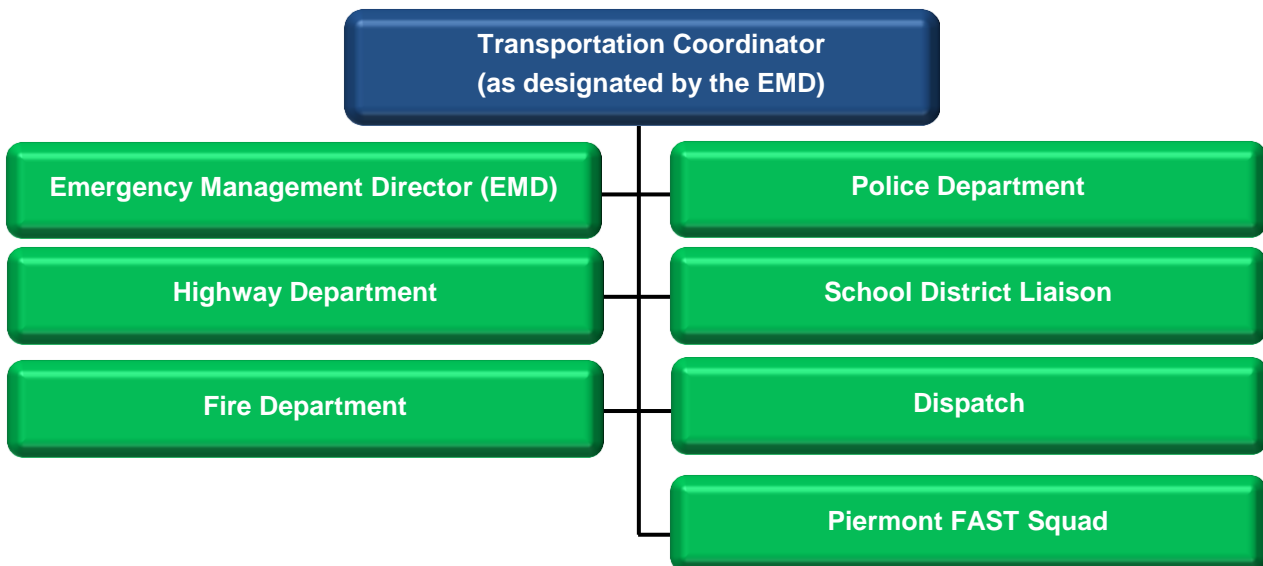 Transportation Coordinator
(as designated by the EMD)
Emergency Management Director (EMD)
Police Department
Highway Department
School District Liaison
Fire Department
Dispatch
Piermont FAST Squad